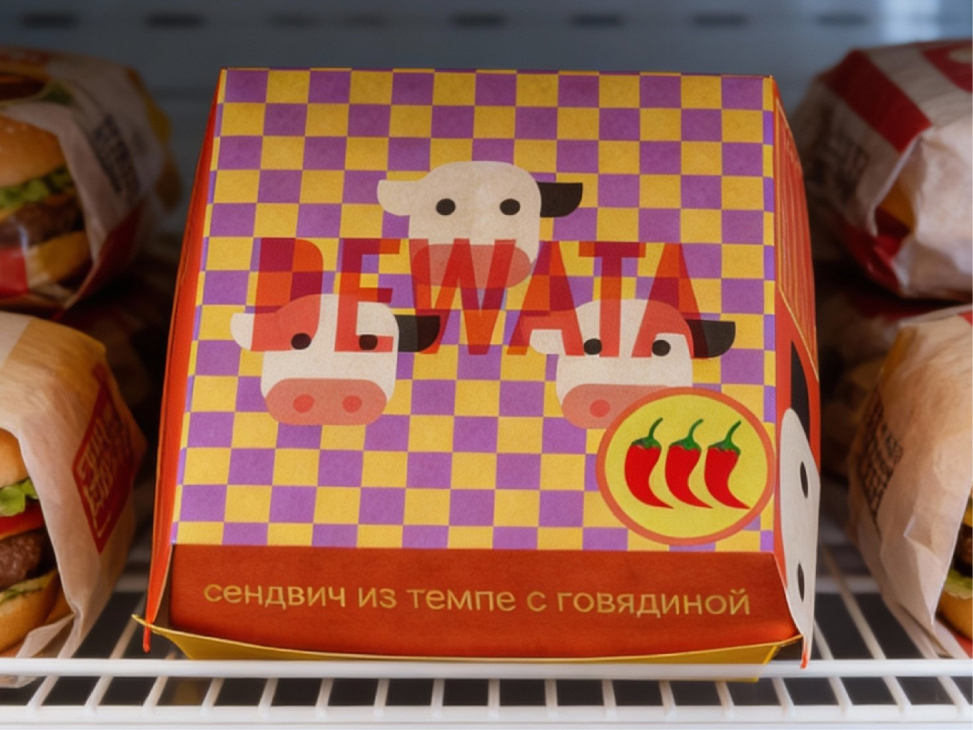 DEWATA
сендвич из темпе с говядиной